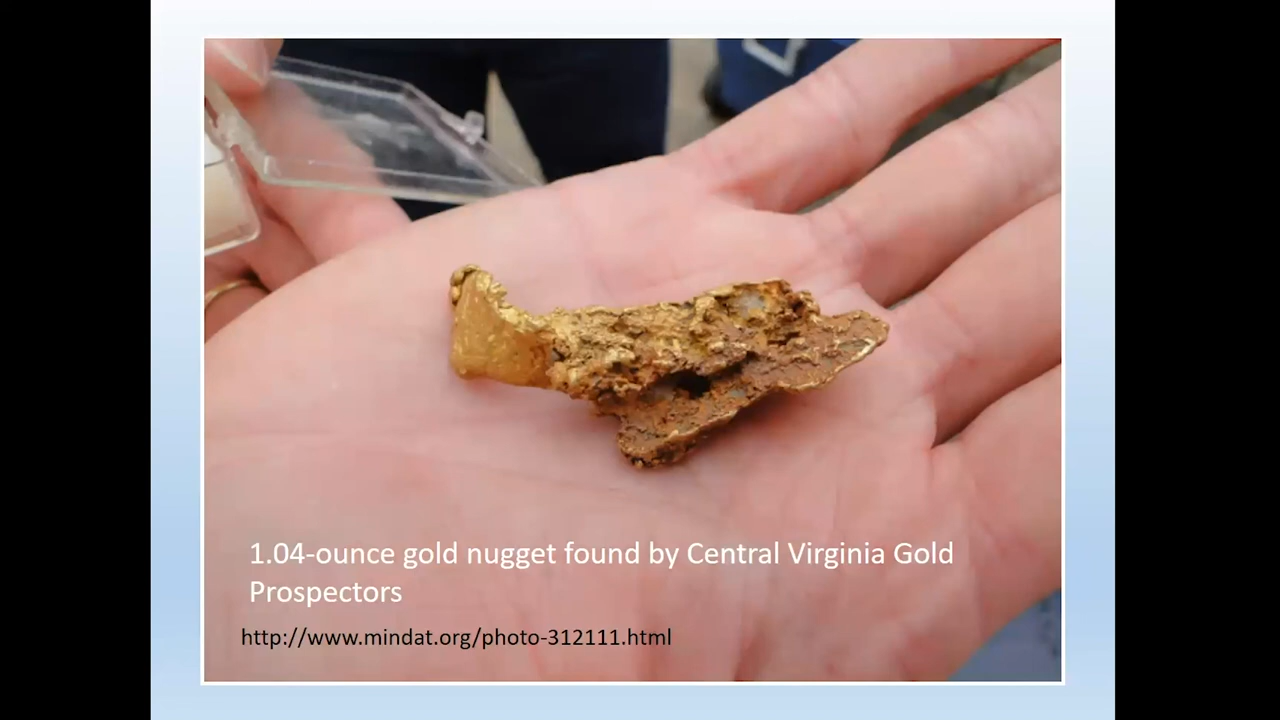 1.04-ounce gold nugget found by Central Virginia Gold
Prospectors
http://www.mindat.org/photo-312111.html